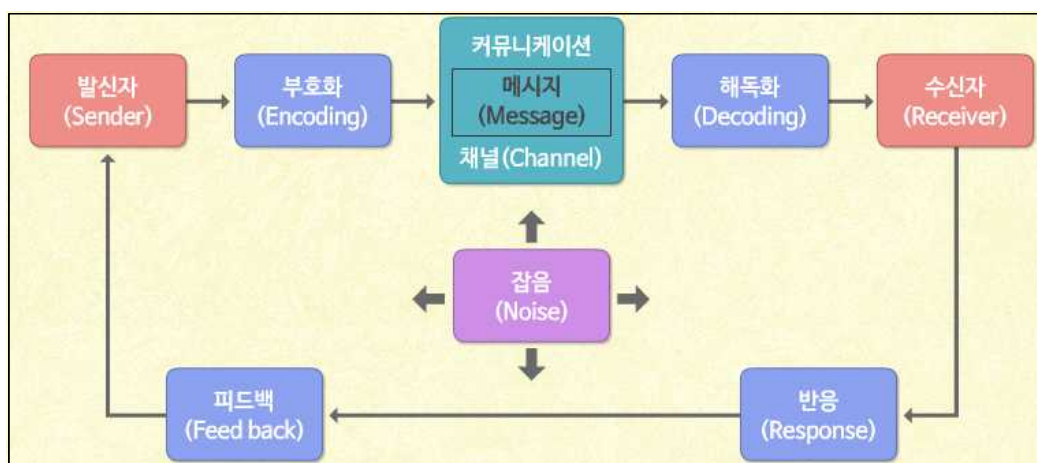 발신자
(Sender)
부호화
(Encoding)
커뮤니케이션
메시지
(Message)
채널(Channel)
해독화
(Decoding)
수신자
(Receiver)
잡음
(Noise)
피드백
(Feed back)
반응
(Response)